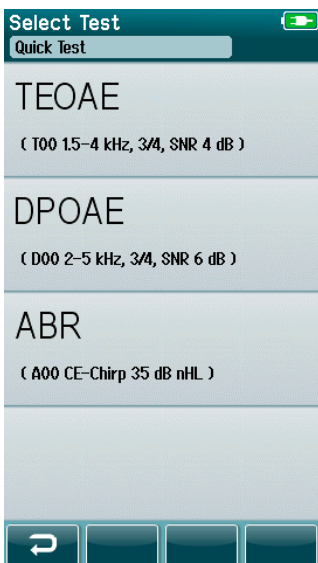 Select Test
Quick Test
TEOAE
( T00 1.5-4 kHz, 3/4, SNR 4 dB )
DPOAE
( D00 2-5 kHz, 3/4, SNR 6 dB )
ABR
( A00 CE-Chirp 35 dB nHL )